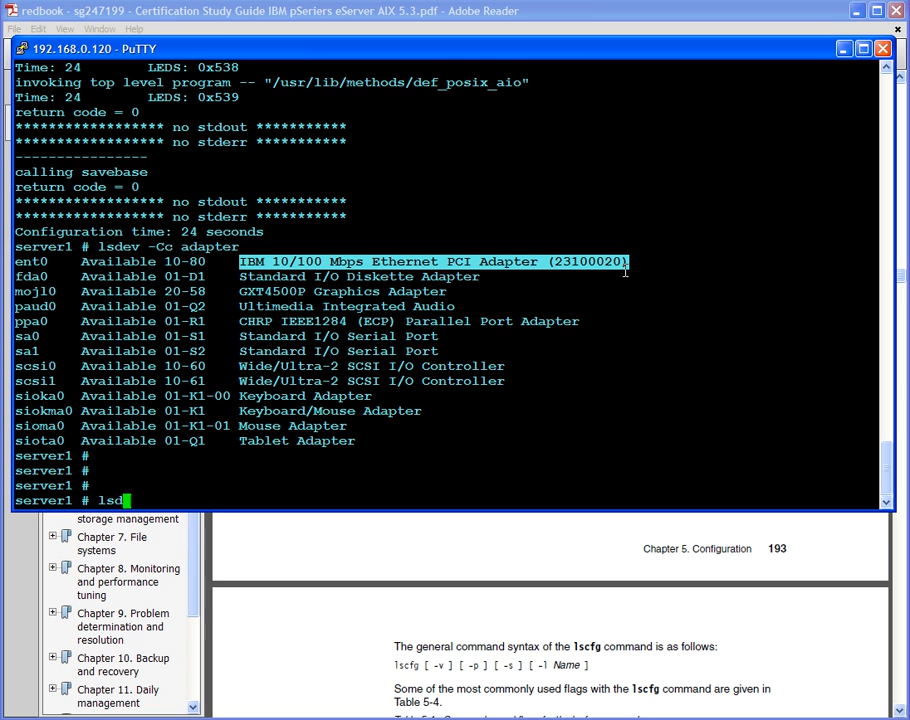 redbook - sg247199 - Certification Study Guide IBM pSeriers eServer AIX 5.3.pdf - Adobe Reader
File Edit View Window Help
192.168.0.120 - PuTTY
Time: 24        LEDS: 0x538
invoking top level program -- "/usr/lib/methods/def_posix_aio"
Time: 24        LEDS: 0x539
return code = 0
****************** no stdout ***********
****************** no stderr ***********
----------------
calling savebase
return code = 0
****************** no stdout ***********
****************** no stderr ***********
Configuration time: 24 seconds
server1 # lsdev -Cc adapter
ent0    Available 10-80    IBM 10/100 Mbps Ethernet PCI Adapter (23100020)
fda0    Available 01-D1    Standard I/O Diskette Adapter
mojl0   Available 20-58    GXT4500P Graphics Adapter
paud0   Available 01-Q2    Ultimedia Integrated Audio
ppa0    Available 01-R1    CHRP IEEE1284 (ECP) Parallel Port Adapter
sa0     Available 01-S1    Standard I/O Serial Port
sa1     Available 01-S2    Standard I/O Serial Port
scsi0   Available 10-60    Wide/Ultra-2 SCSI I/O Controller
scsi1   Available 10-61    Wide/Ultra-2 SCSI I/O Controller
sioka0  Available 01-K1-00 Keyboard Adapter
siokma0 Available 01-K1    Keyboard/Mouse Adapter
sioma0  Available 01-K1-01 Mouse Adapter
siota0  Available 01-Q1    Tablet Adapter
server1 #
server1 #
server1 #
server1 # lsd
storage management
Chapter 7. File
systems
Chapter 8. Monitoring
and performance
tuning
Chapter 9. Problem
determination and
resolution
Chapter 10. Backup
and recovery
Chapter 11. Daily
management
Chapter 5. Configuration 193
The general command syntax of the lscfg command is as follows:
lscfg [ -v ] [ -p ] [ -s ] [ -l Name ]
Some of the most commonly used flags with the lscfg command are given in
Table 5-4.